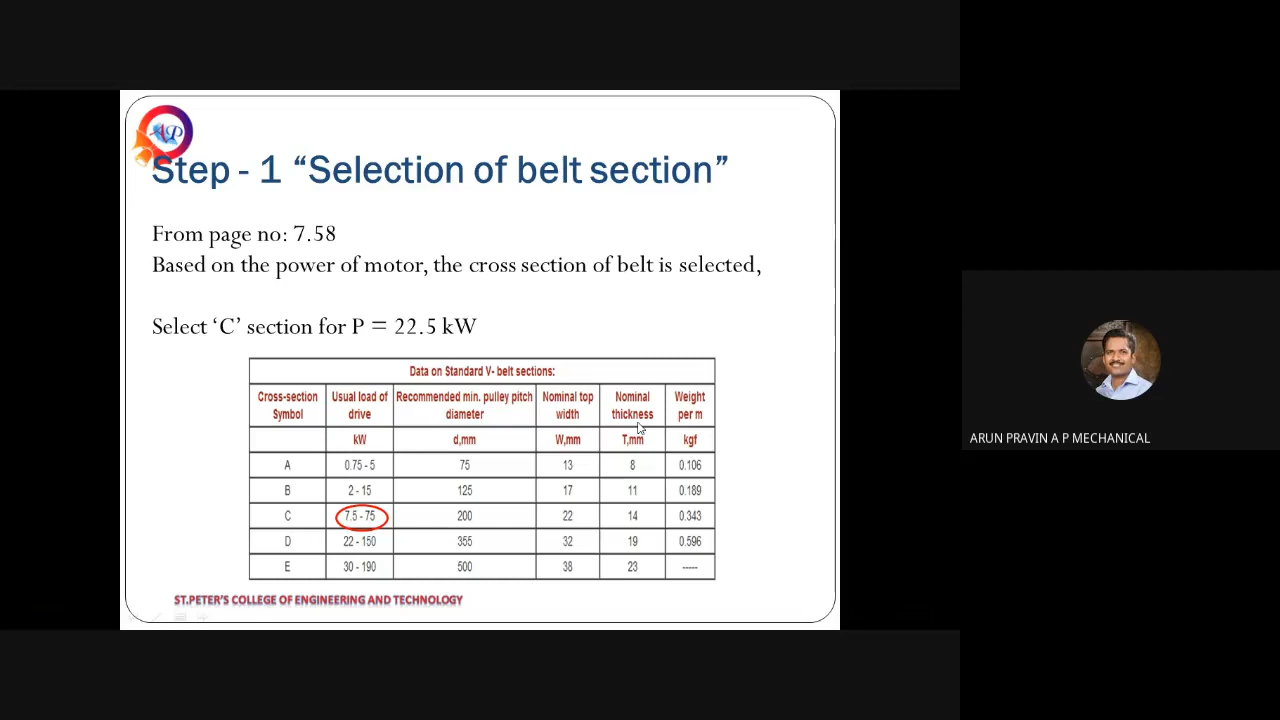 AP
Step - 1 “Selection of belt section”
From page no: 7.58
Based on the power of motor, the cross section of belt is selected,
Select ‘C’ section for P = 22.5 kW
Data on Standard V- belt sections:
Cross-section Symbol Usual load of drive Recommended min. pulley pitch diameter Nominal top width Nominal thickness Weight per m
kW d,mm W,mm T,mm kgf
A 0.75 - 5 75 13 8 0.106
B 2 - 15 125 17 11 0.189
C 7.5 - 75 200 22 14 0.343
D 22 - 150 355 32 19 0.596
E 30 - 190 500 38 23 -----
ST.PETER’S COLLEGE OF ENGINEERING AND TECHNOLOGY
ARUN PRAVIN A P MECHANICAL